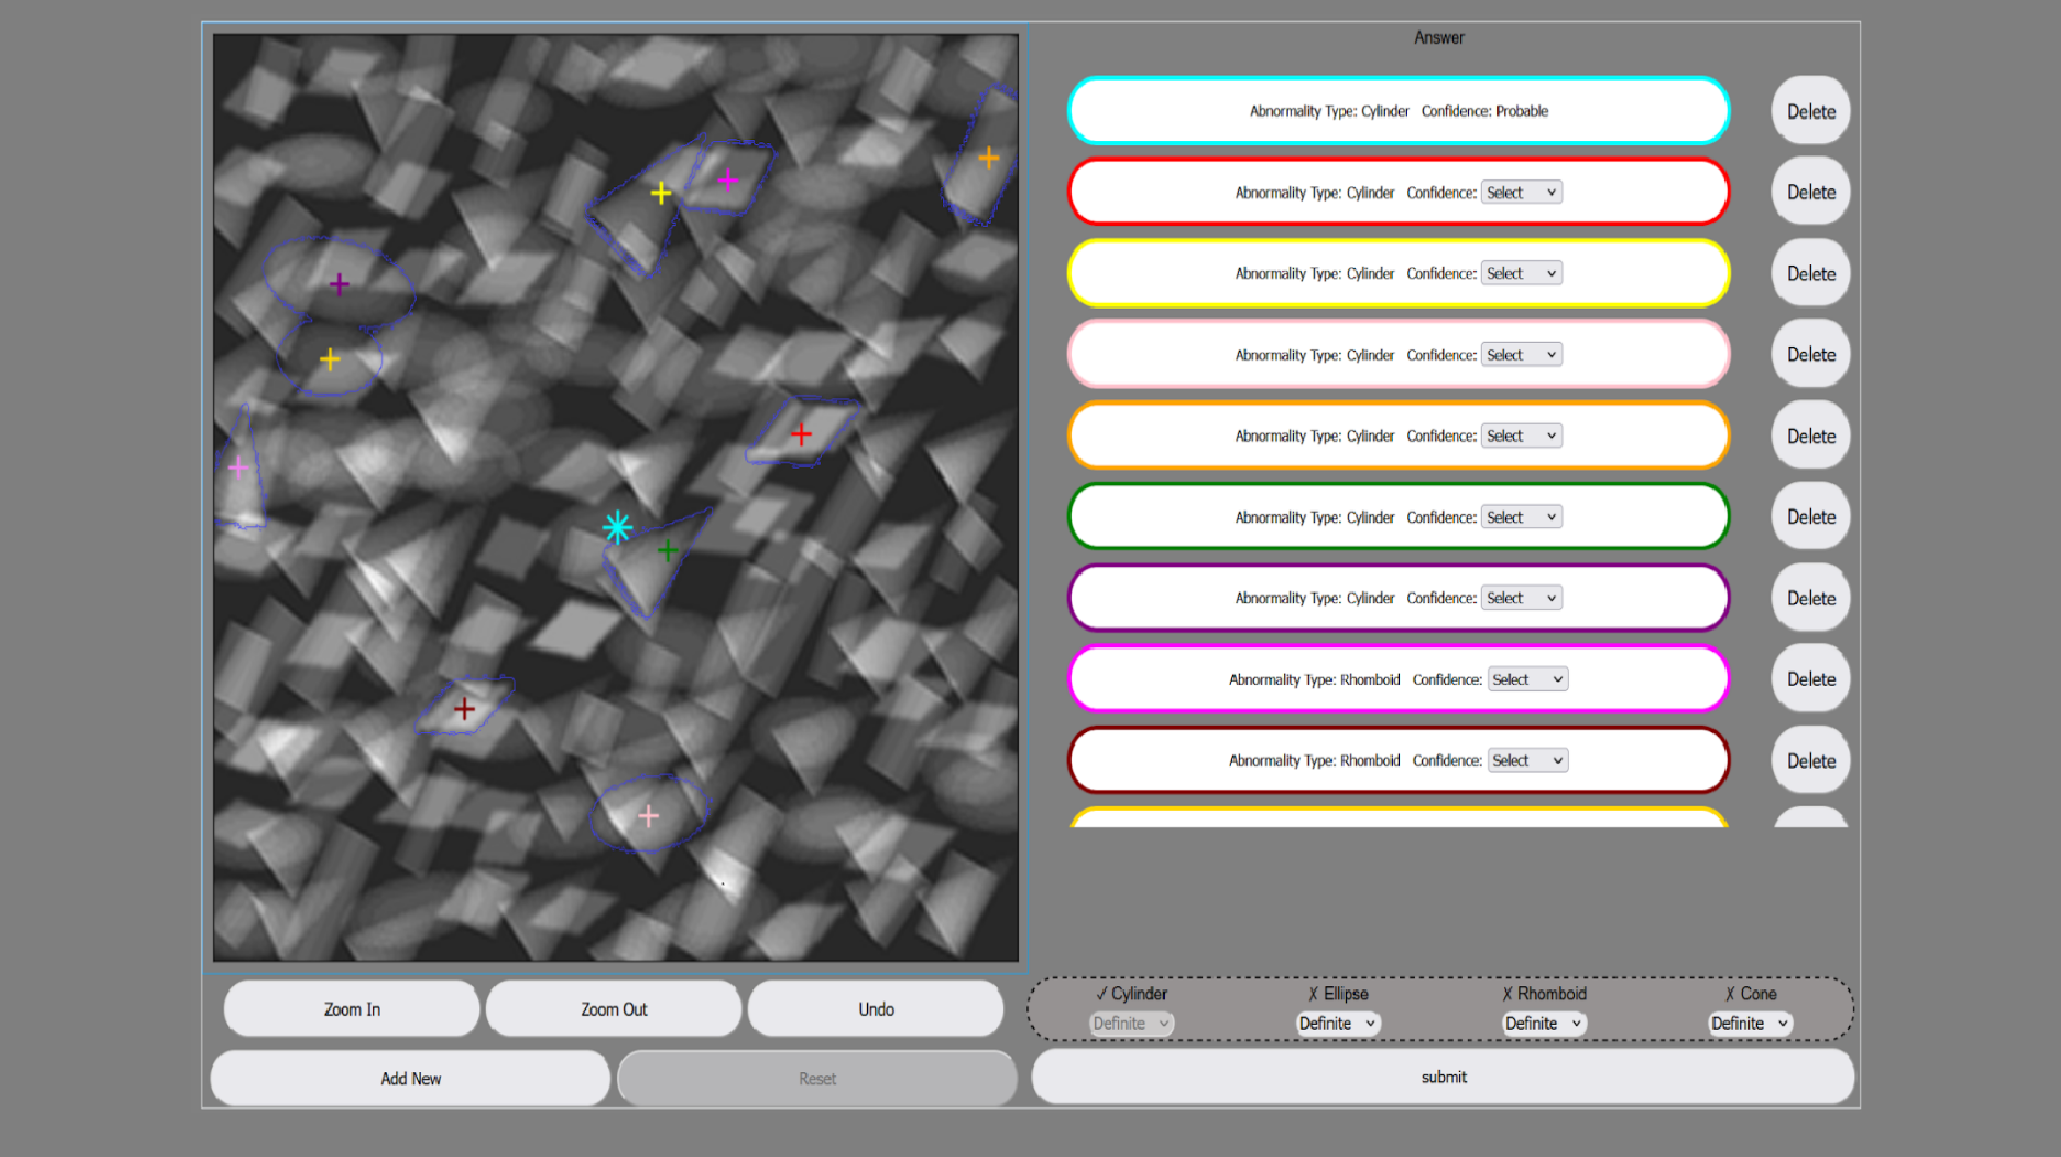 Answer
Abnormality Type:: Cylinder Confidence: Probable
Delete
Abnormality Type: Cylinder Confidence: Select
Delete
Abnormality Type: Cylinder Confidence: Select
Delete
Abnormality Type: Cylinder Confidence: Select
Delete
Abnormality Type: Cylinder Confidence: Select
Delete
Abnormality Type: Cylinder Confidence: Select
Delete
Abnormality Type: Cylinder Confidence: Select
Delete
Abnormality Type: Rhomboid Confidence: Select
Delete
Abnormality Type: Rhomboid Confidence: Select
Delete
Zoom In
Zoom Out
Undo
✓ Cylinder
✗ Ellipse
✗ Rhomboid
✗ Cone
Definite
Definite
Definite
Definite
Add New
Reset
submit